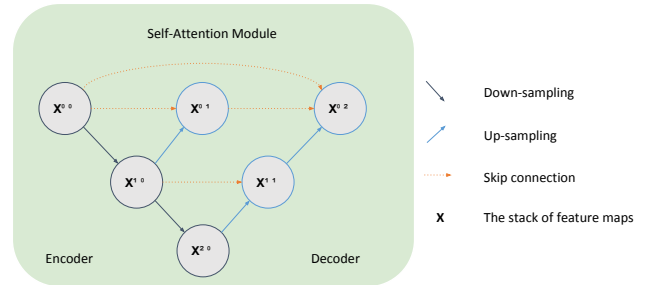 Self-Attention Module
X⁰ ⁰
X⁰ ¹
X⁰ ²
X¹ ⁰
X¹ ¹
X² ⁰
Encoder
Decoder
Down-sampling
Up-sampling
Skip connection
X The stack of feature maps